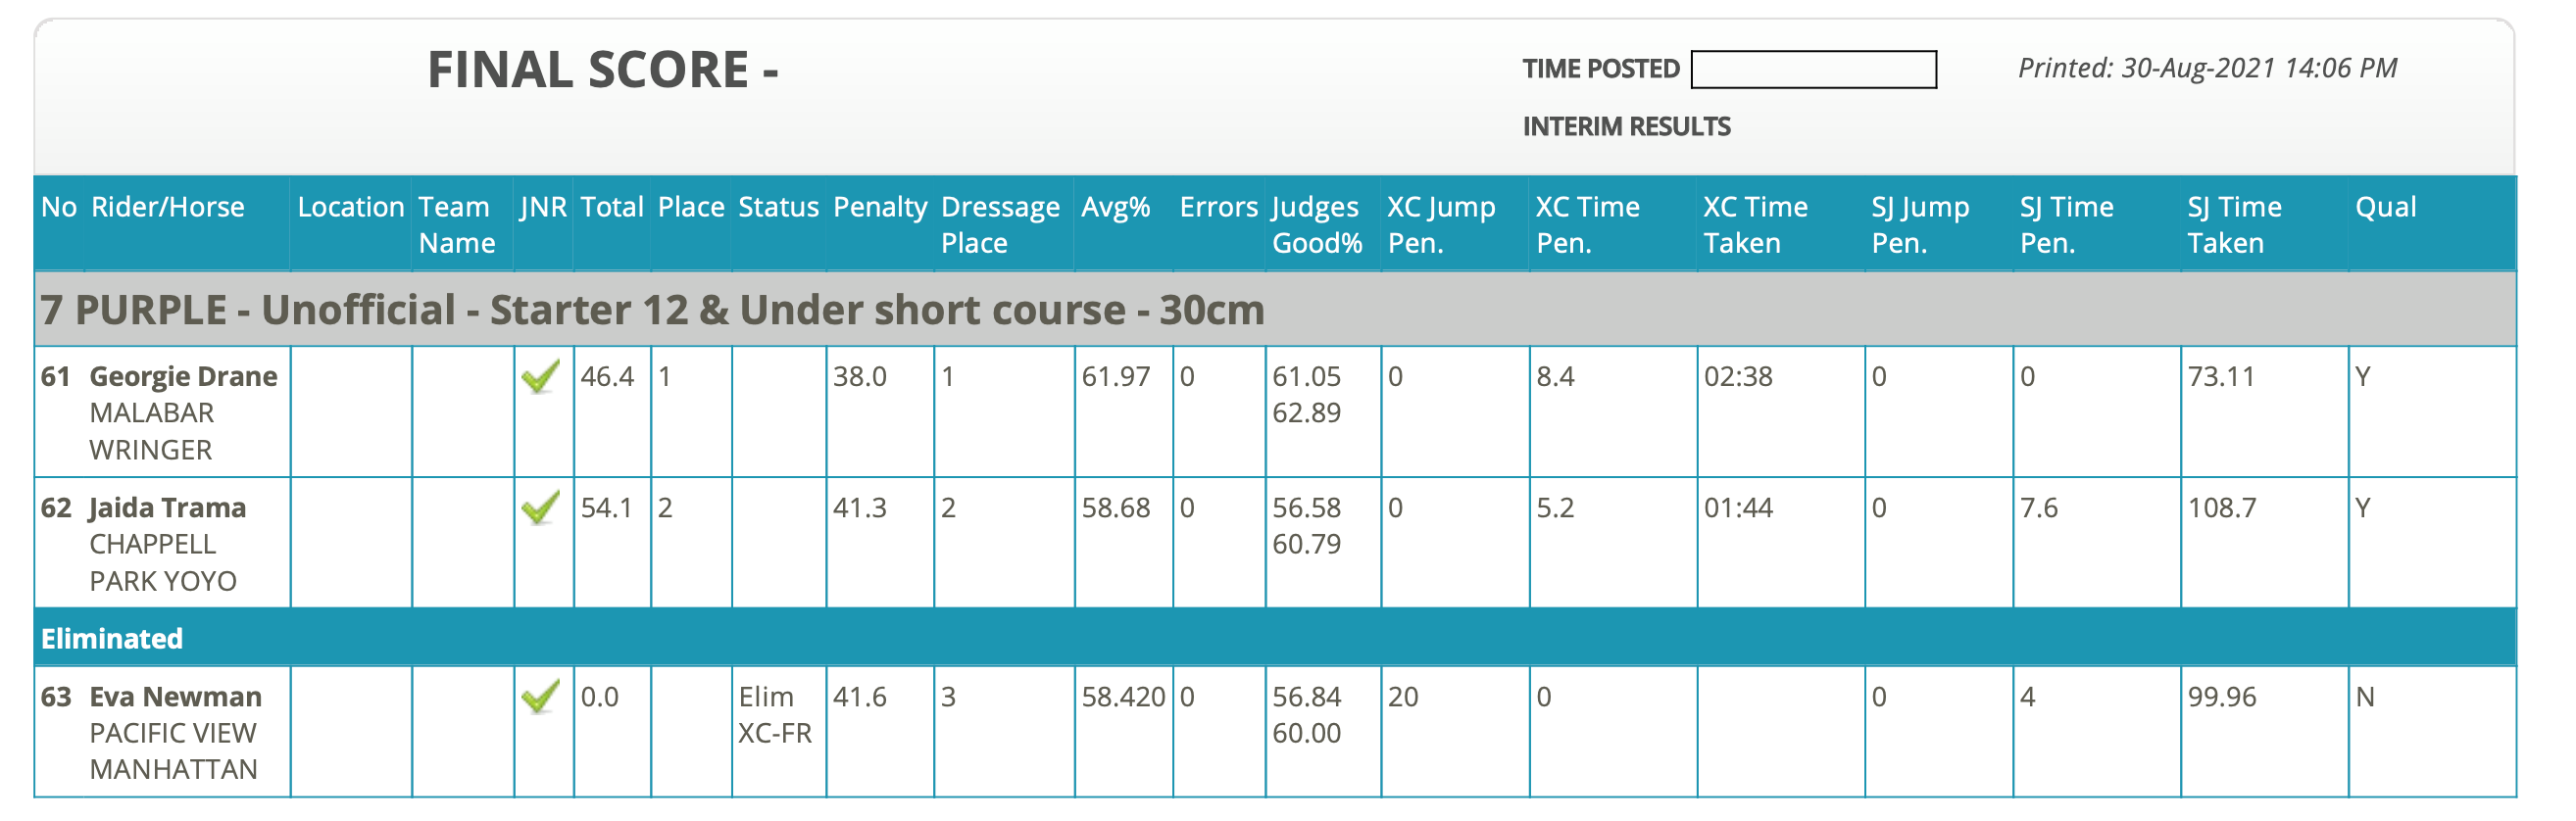 FINAL SCORE -
TIME POSTED
Printed: 30-Aug-2021 14:06 PM
INTERIM RESULTS
No Rider/Horse Location Team Name JNR Total Place Status Penalty Dressage Place Avg% Errors Judges Good% XC Jump Pen. XC Time Pen. XC Time Taken SJ Jump Pen. SJ Time Pen. SJ Time Taken Qual
7 PURPLE - Unofficial - Starter 12 & Under short course - 30cm
61 Georgie Drane 46.4 1 38.0 1 61.97 0 61.05 0 8.4 02:38 0 0 73.11 Y
MALABAR 62.89
WRINGER
62 Jaida Trama 54.1 2 41.3 2 58.68 0 56.58 0 5.2 01:44 0 7.6 108.7 Y
CHAPPELL 60.79
PARK YOYO
Eliminated
63 Eva Newman 0.0 Elim 41.6 3 58.420 0 56.84 20 0 0 4 99.96 N
PACIFIC VIEW XC-FR 60.00
MANHATTAN